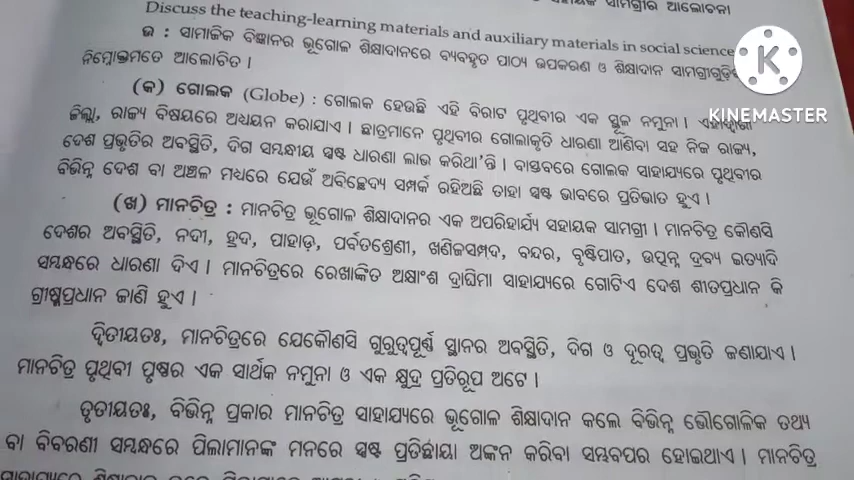 ସହାୟକ ସାମଗ୍ରୀର ଆଲୋଚନା
Discuss the teaching-learning materials and auxiliary materials in social science
ଉ : ସାମାଜିକ ବିଜ୍ଞାନର ଭୂଗୋଳ ଶିକ୍ଷାଦାନରେ ବ୍ୟବହୃତ ପାଠ୍ୟ ଉପକରଣ ଓ ଶିକ୍ଷାଦାନ
ନିମ୍ନୋକ୍ତମତେ ଆଲୋଚିତ ।
(କ) ଗୋଲକ (Globe) : ଗୋଲକ ହେଉଛି ଏହି ବିରାଟ ପୃଥିବୀର ଏକ ସ୍ଥୂଳ ନମୁନା ।
ଜିଲ୍ଲା, ରାଜ୍ୟ ବିଷୟରେ ଅଧ୍ୟୟନ କରାଯାଏ । ଛାତ୍ରମାନେ ପୃଥିବୀର ଗୋଲାକୃତି ଧାରଣା ଆଣିବା ସହ ନିଜ ରାଜ୍ୟ,
ଦେଶ ପ୍ରଭୃତିର ଅବସ୍ଥିତି, ଦିଗ ସମ୍ବନ୍ଧୀୟ ସ୍ପଷ୍ଟ ଧାରଣା ଲାଭ କରିଥା'ନ୍ତି । ବାସ୍ତବରେ ଗୋଲକ ସାହାଯ୍ୟରେ ପୃଥିବୀର
ବିଭିନ୍ନ ଦେଶ ବା ଅଞ୍ଚଳ ମଧ୍ୟରେ ଯେଉଁ ଅବିଚ୍ଛେଦ୍ୟ ସମ୍ପର୍କ ରହିଅଛି ତାହା ସ୍ପଷ୍ଟ ଭାବରେ ପ୍ରତିଭାତ ହୁଏ ।
(ଖ) ମାନଚିତ୍ର : ମାନଚିତ୍ର ଭୂଗୋଳ ଶିକ୍ଷାଦାନର ଏକ ଅପରିହାର୍ଯ୍ୟ ସହାୟକ ସାମଗ୍ରୀ । ମାନଚିତ୍ର କୌଣସି
ଦେଶର ଅବସ୍ଥିତି, ନଦୀ, ହ୍ରଦ, ପାହାଡ଼, ପର୍ବତଶ୍ରେଣୀ, ଖଣିଜସମ୍ପଦ, ବନ୍ଦର, ବୃଷ୍ଟିପାତ, ଉତ୍ପନ୍ନ ଦ୍ରବ୍ୟ ଇତ୍ୟାଦି
ସମ୍ବନ୍ଧରେ ଧାରଣା ଦିଏ । ମାନଚିତ୍ରରେ ରେଖାଙ୍କିତ ଅକ୍ଷାଂଶ ଦ୍ରାଘିମା ସାହାଯ୍ୟରେ ଗୋଟିଏ ଦେଶ ଶୀତପ୍ରଧାନ କି
ଗ୍ରୀଷ୍ମପ୍ରଧାନ ଜାଣି ହୁଏ ।
ଦ୍ୱିତୀୟତଃ, ମାନଚିତ୍ରରେ ଯେକୌଣସି ଗୁରୁତ୍ୱପୂର୍ଣ୍ଣ ସ୍ଥାନର ଅବସ୍ଥିତି, ଦିଗ ଓ ଦୂରତ୍ୱ ପ୍ରଭୃତି ଜଣାଯାଏ ।
ମାନଚିତ୍ର ପୃଥିବୀ ପୃଷ୍ଠର ଏକ ସାର୍ଥକ ନମୁନା ଓ ଏକ କ୍ଷୁଦ୍ର ପ୍ରତିରୂପ ଅଟେ ।
ତୃତୀୟତଃ, ବିଭିନ୍ନ ପ୍ରକାର ମାନଚିତ୍ର ସାହାଯ୍ୟରେ ଭୂଗୋଳ ଶିକ୍ଷାଦାନ କଲେ ବିଭିନ୍ନ ଭୌଗୋଳିକ ତଥ୍ୟ
ବା ବିବରଣୀ ସମ୍ବନ୍ଧରେ ପିଲାମାନଙ୍କ ମନରେ ସ୍ପଷ୍ଟ ପ୍ରତିଛାୟା ଅଙ୍କନ କରିବା ସମ୍ଭବପର ହୋଇଥାଏ । ମାନଚିତ୍ର
KINEMASTER